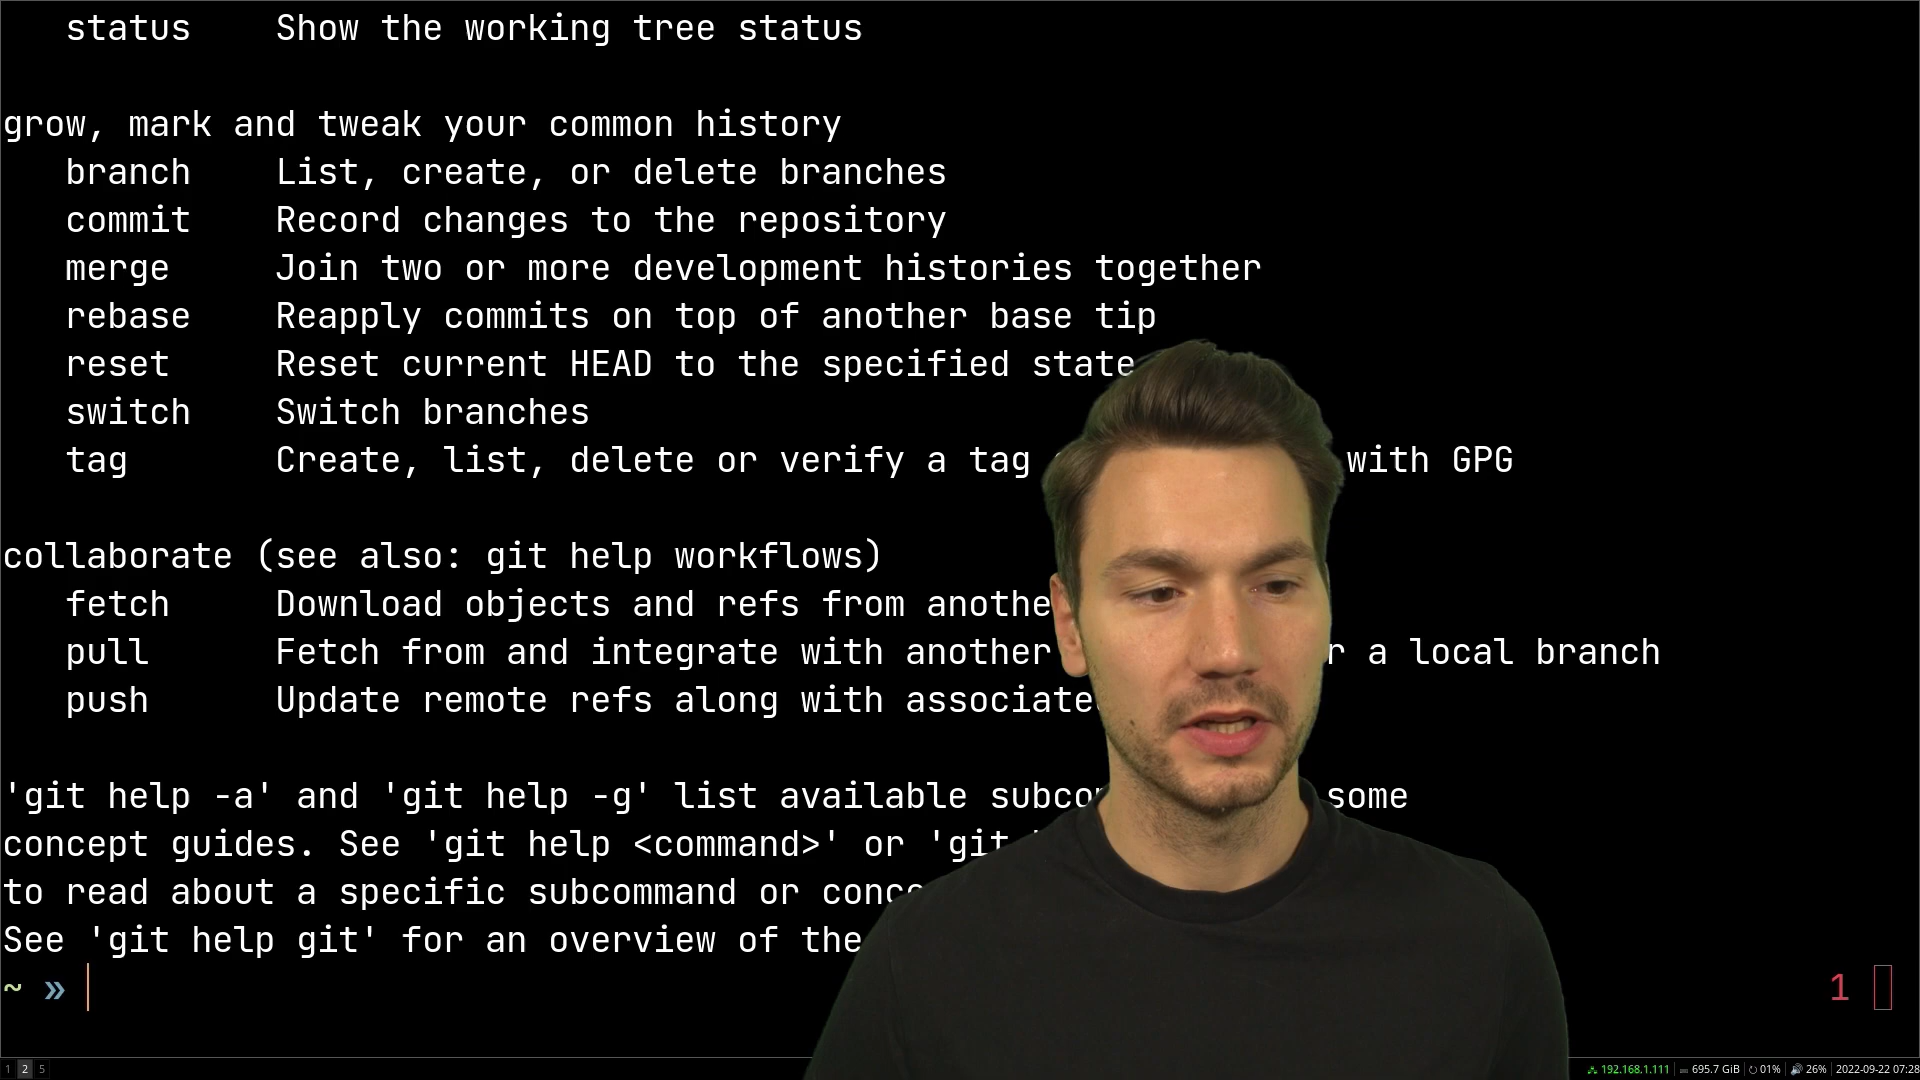 status Show the working tree status
grow, mark and tweak your common history
branch List, create, or delete branches
commit Record changes to the repository
merge Join two or more development histories together
rebase Reapply commits on top of another base tip
reset Reset current HEAD to the specified state
switch Switch branches
tag Create, list, delete or verify a tag with GPG
collaborate (see also: git help workflows)
fetch Download objects and refs from
pull Fetch from and integrate with another a local branch
push Update remote refs along with
'git help -a' and 'git help -g' list available some
concept guides. See 'git help <command>' or 'git
to read about a specific subcommand or
See 'git help git' for an overview of the
~ »
1
1 2 5
192.168.1.111 695.7 GiB 01% 26% 2022-09-22 07:28